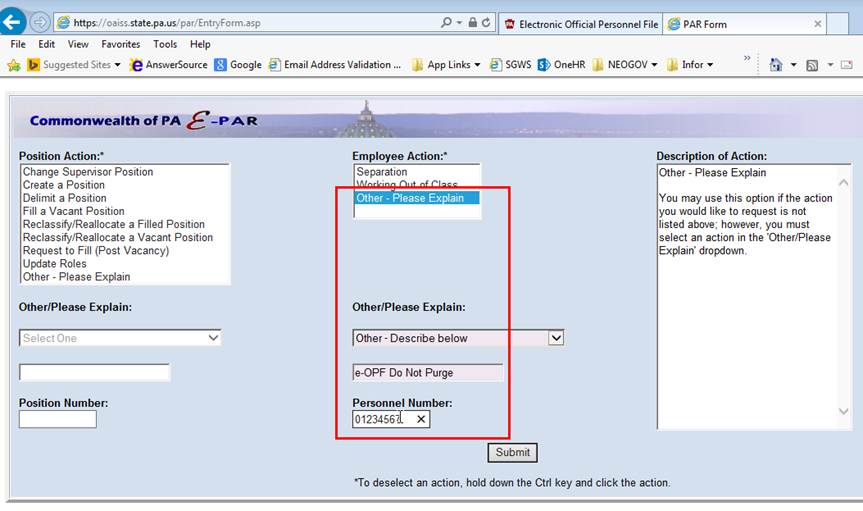 https://oaiss.state.pa.us/par/EntryForm.asp
Electronic Official Personnel File
PAR Form
File Edit View Favorites Tools Help
Suggested Sites
AnswerSource
Google
Email Address Validation ...
App Links
SGWS
OneHR
NEOGOV
Infor
»
Commonwealth of PA E-PAR
Position Action:*
Change Supervisor Position
Create a Position
Delimit a Position
Fill a Vacant Position
Reclassify/Reallocate a Filled Position
Reclassify/Reallocate a Vacant Position
Request to Fill (Post Vacancy)
Update Roles
Other - Please Explain
Other/Please Explain:
Select One
Position Number:
Employee Action:*
Separation
Working Out of Class
Other - Please Explain
Other/Please Explain:
Other - Describe below
e-OPF Do Not Purge
Personnel Number:
01234567
Description of Action:
Other - Please Explain
You may use this option if the action
you would like to request is not
listed above; however, you must
select an action in the 'Other/Please
Explain' dropdown.
Submit
*To deselect an action, hold down the Ctrl key and click the action.